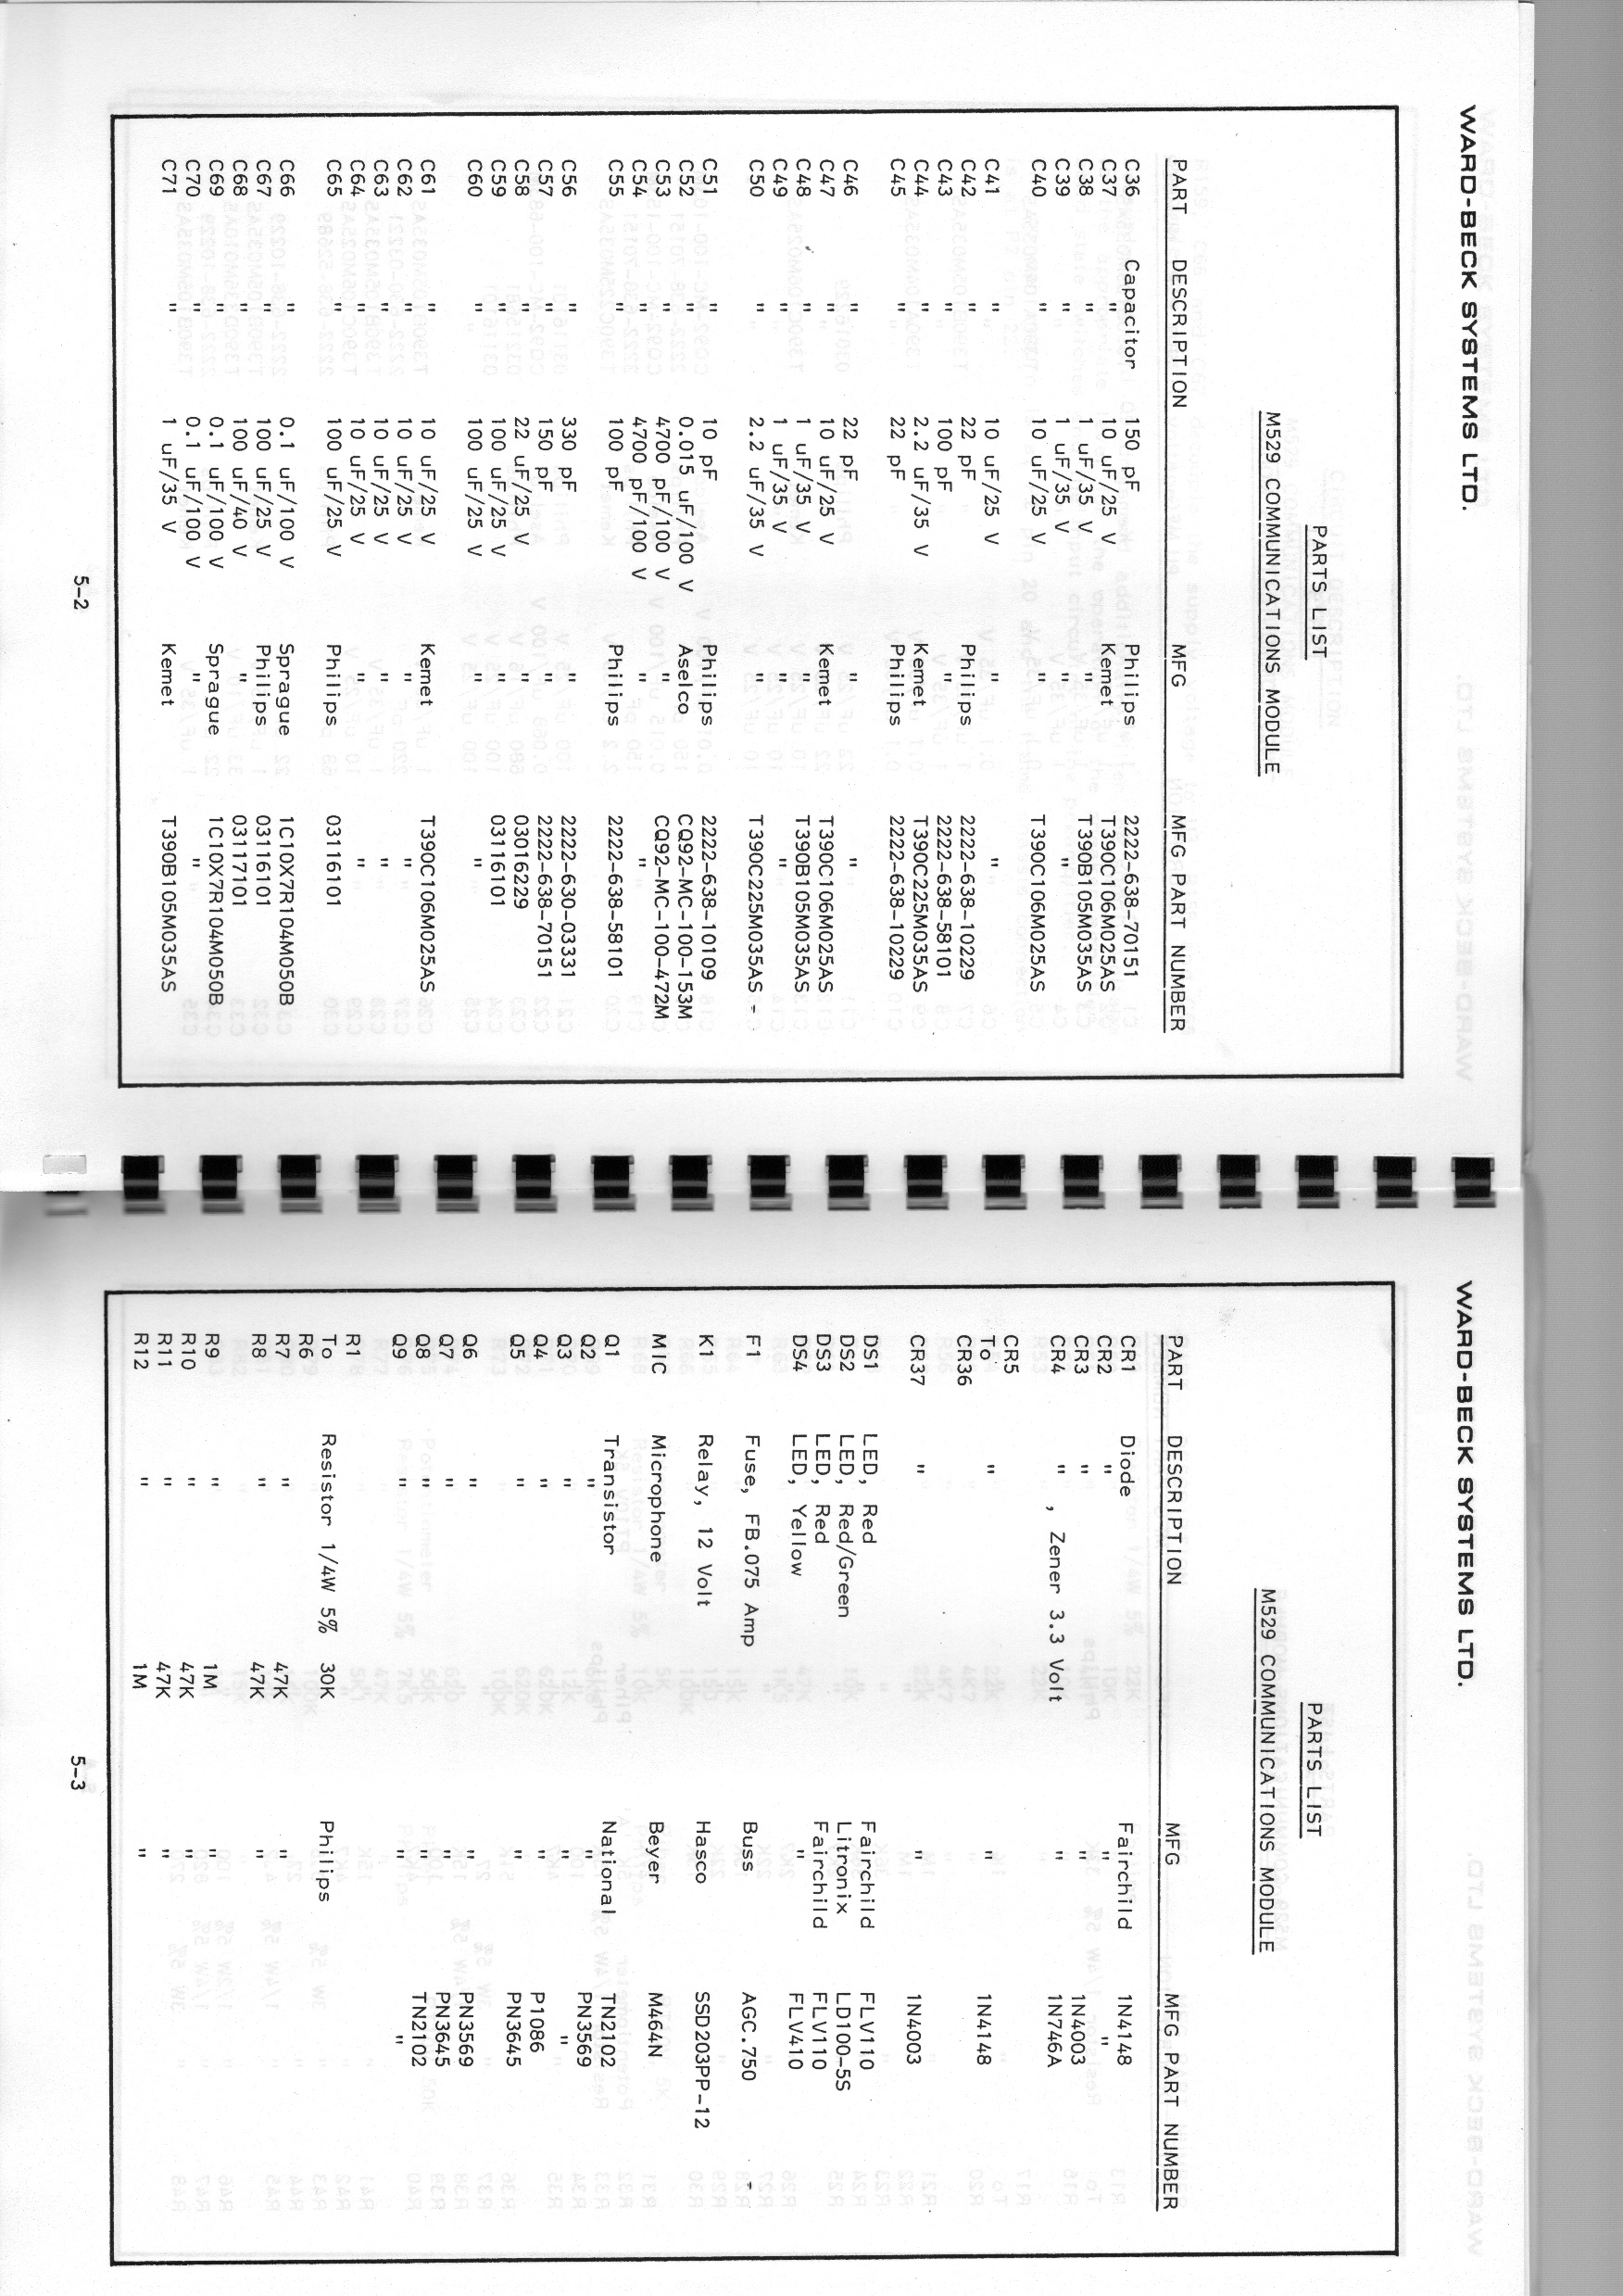 WARD-BECK SYSTEMS LTD.
PARTS LIST
M529 COMMUNICATIONS MODULE
PART DESCRIPTION MFG MFG PART NUMBER
C36 Capacitor 150 pF Philips 2222-638-70151
C37 " 10 uF/25 V Kemet T390C106M025AS
C38 " 1 uF/35 V " T390B105M035AS
C39 " 1 uF/35 V " "
C40 " 10 uF/25 V " T390C106M025AS
C41 " 10 uF/25 V " "
C42 " 22 pF Philips 2222-638-10229
C43 " 100 pF " 2222-638-58101
C44 " 2.2 uF/35 V Kemet T390C225M035AS
C45 " 22 pF Philips 2222-638-10229
C46 " 22 pF " "
C47 " 10 uF/25 V Kemet T390C106M025AS
C48 " 1 uF/35 V " T390B105M035AS
C49 " 1 uF/35 V " "
C50 " 2.2 uF/35 V " T390C225M035AS
C51 " 10 pF Philips 2222-638-10109
C52 " 0.015 uF/100 V Aselco CQ92-MC-100-153M
C53 " 4700 pF/100 V " CQ92-MC-100-472M
C54 " 4700 pF/100 V " "
C55 " 100 pF Philips 2222-638-58101
C56 " 330 pF " 2222-630-03331
C57 " 150 pF " 2222-638-70151
C58 " 22 uF/25 V " 03016229
C59 " 100 uF/25 V " 03116101
C60 " 100 uF/25 V " "
C61 " 10 uF/25 V Kemet T390C106M025AS
C62 " 10 uF/25 V " "
C63 " 10 uF/25 V " "
C64 " 10 uF/25 V " "
C65 " 100 uF/25 V Philips 03116101
C66 " 0.1 uF/100 V Sprague 1C10X7R104M050B
C67 " 100 uF/25 V Philips 03116101
C68 " 100 uF/40 V " 03117101
C69 " 0.1 uF/100 V Sprague 1C10X7R104M050B
C70 " 0.1 uF/100 V " "
C71 " 1 uF/35 V Kemet T390B105M035AS
5-2
WARD-BECK SYSTEMS LTD.
PARTS LIST
M529 COMMUNICATIONS MODULE
PART DESCRIPTION MFG MFG PART NUMBER
CR1 Diode Fairchild 1N4148
CR2 " " "
CR3 " " 1N4003
CR4 " , Zener 3.3 Volt " 1N746A
CR5
To " " 1N4148
CR36
CR37 " " 1N4003
DS1 LED, Red Fairchild FLV110
DS2 LED, Red/Green Litronix LD100-5S
DS3 LED, Red Fairchild FLV110
DS4 LED, Yellow " FLV410
F1 Fuse, FB.075 Amp Buss AGC.750
K1 Relay, 12 Volt Hasco SSD203PP-12
MIC Microphone Beyer M464N
Q1 Transistor National TN2102
Q2 " " PN3569
Q3 " " "
Q4 " " P1086
Q5 " " PN3645
Q6 " " PN3569
Q7 " " PN3645
Q8 " " TN2102
Q9 " " "
R1
To Resistor 1/4W 5% 30K Philips
R6
R7 " 47K "
R8 " 47K "
R9 " 1M "
R10 " 47K "
R11 " 47K "
R12 " 1M "
5-3